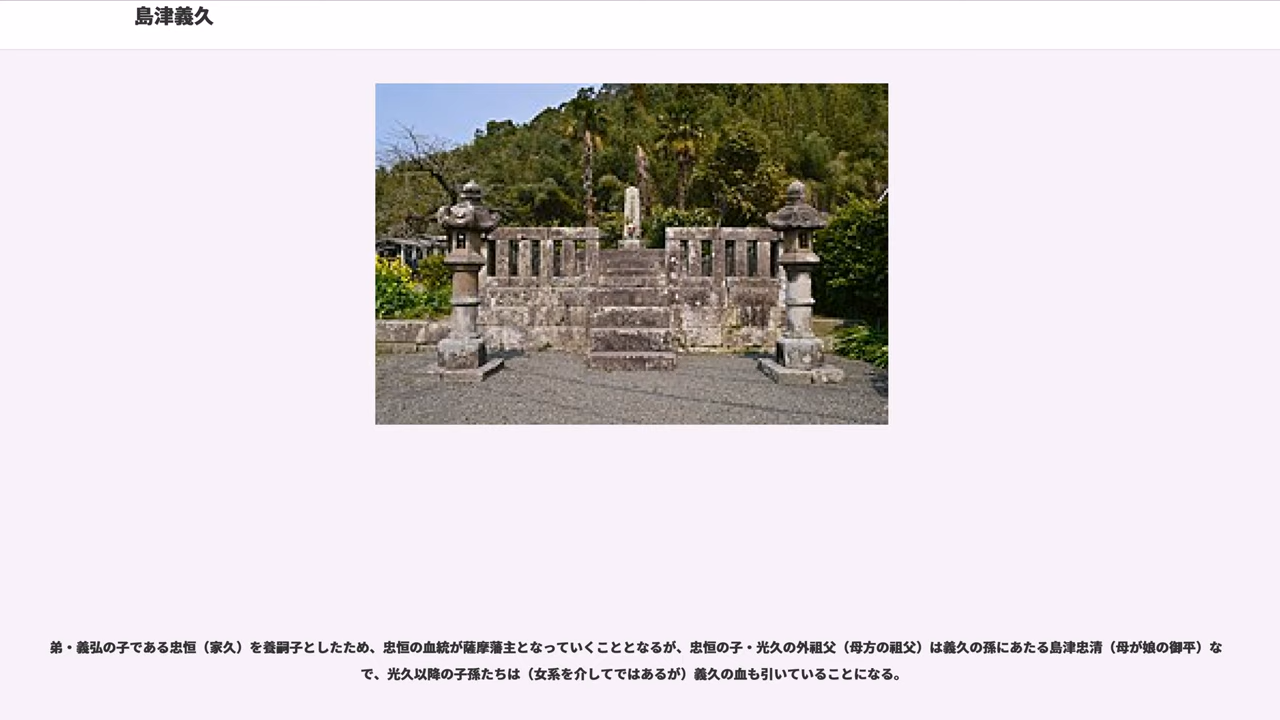 島津義久
弟・義弘の子である忠恒（家久）を養嗣子としたため、忠恒の血統が薩摩藩主となっていくこととなるが、忠恒の子・光久の外祖父（母方の祖父）は義久の孫にあたる島津忠清（母が娘の御平）な
で、光久以降の子孫たちは（女系を介してではあるが）義久の血も引いていることになる。